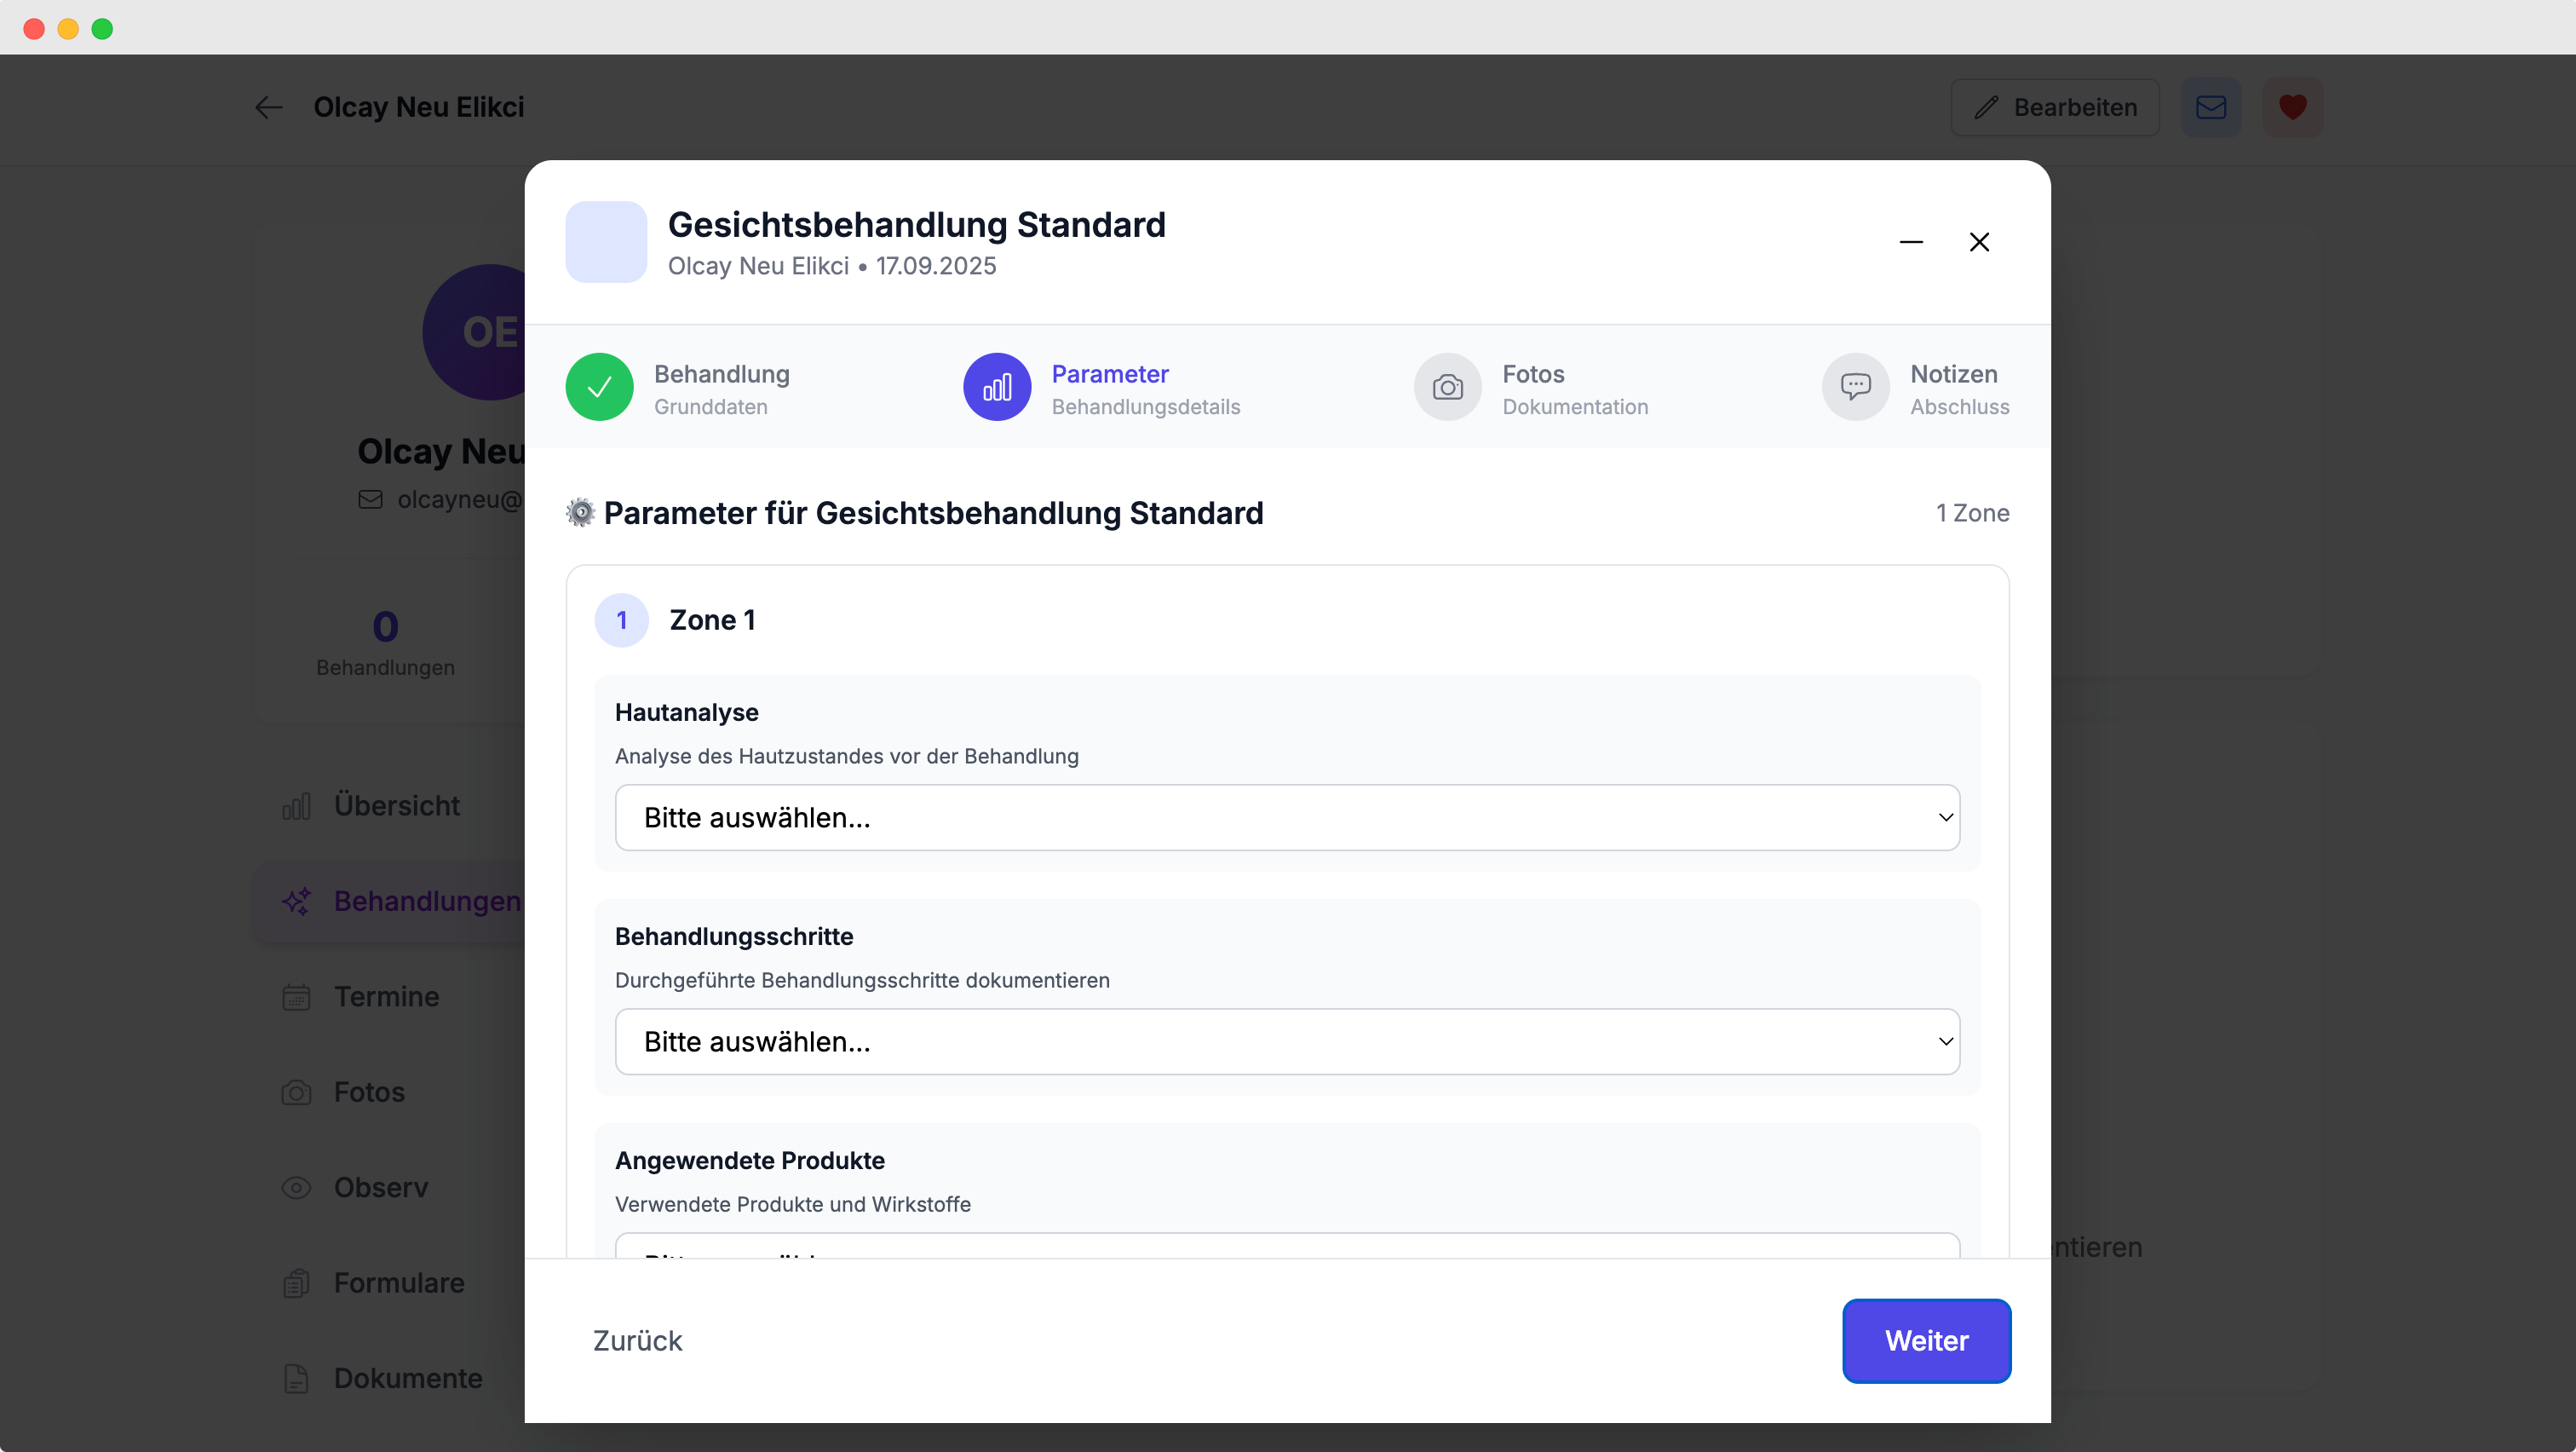 Olcay Neu Elikci
Bearbeiten
Gesichtsbehandlung Standard
Olcay Neu Elikci • 17.09.2025
OE
Olcay Neu
olcayneu@
0
Behandlungen
Übersicht
Behandlungen
Termine
Fotos
Observ
Formulare
Dokumente
Behandlung
Grunddaten
Parameter
Behandlungsdetails
Fotos
Dokumentation
Notizen
Abschluss
Parameter für Gesichtsbehandlung Standard
1 Zone
1
Zone 1
Hautanalyse
Analyse des Hautzustandes vor der Behandlung
Bitte auswählen...
Behandlungsschritte
Durchgeführte Behandlungsschritte dokumentieren
Bitte auswählen...
Angewendete Produkte
Verwendete Produkte und Wirkstoffe
ntieren
Zurück
Weiter